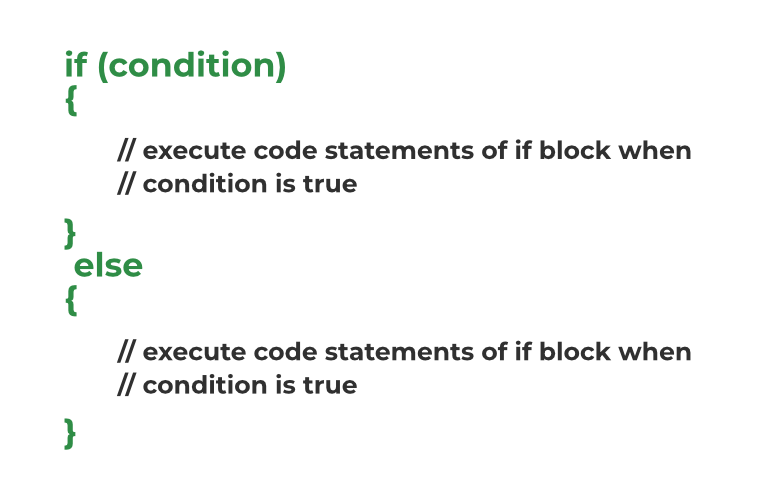 if (condition)
{
// execute code statements of if block when
// condition is true
}
else
{
// execute code statements of if block when
// condition is true
}